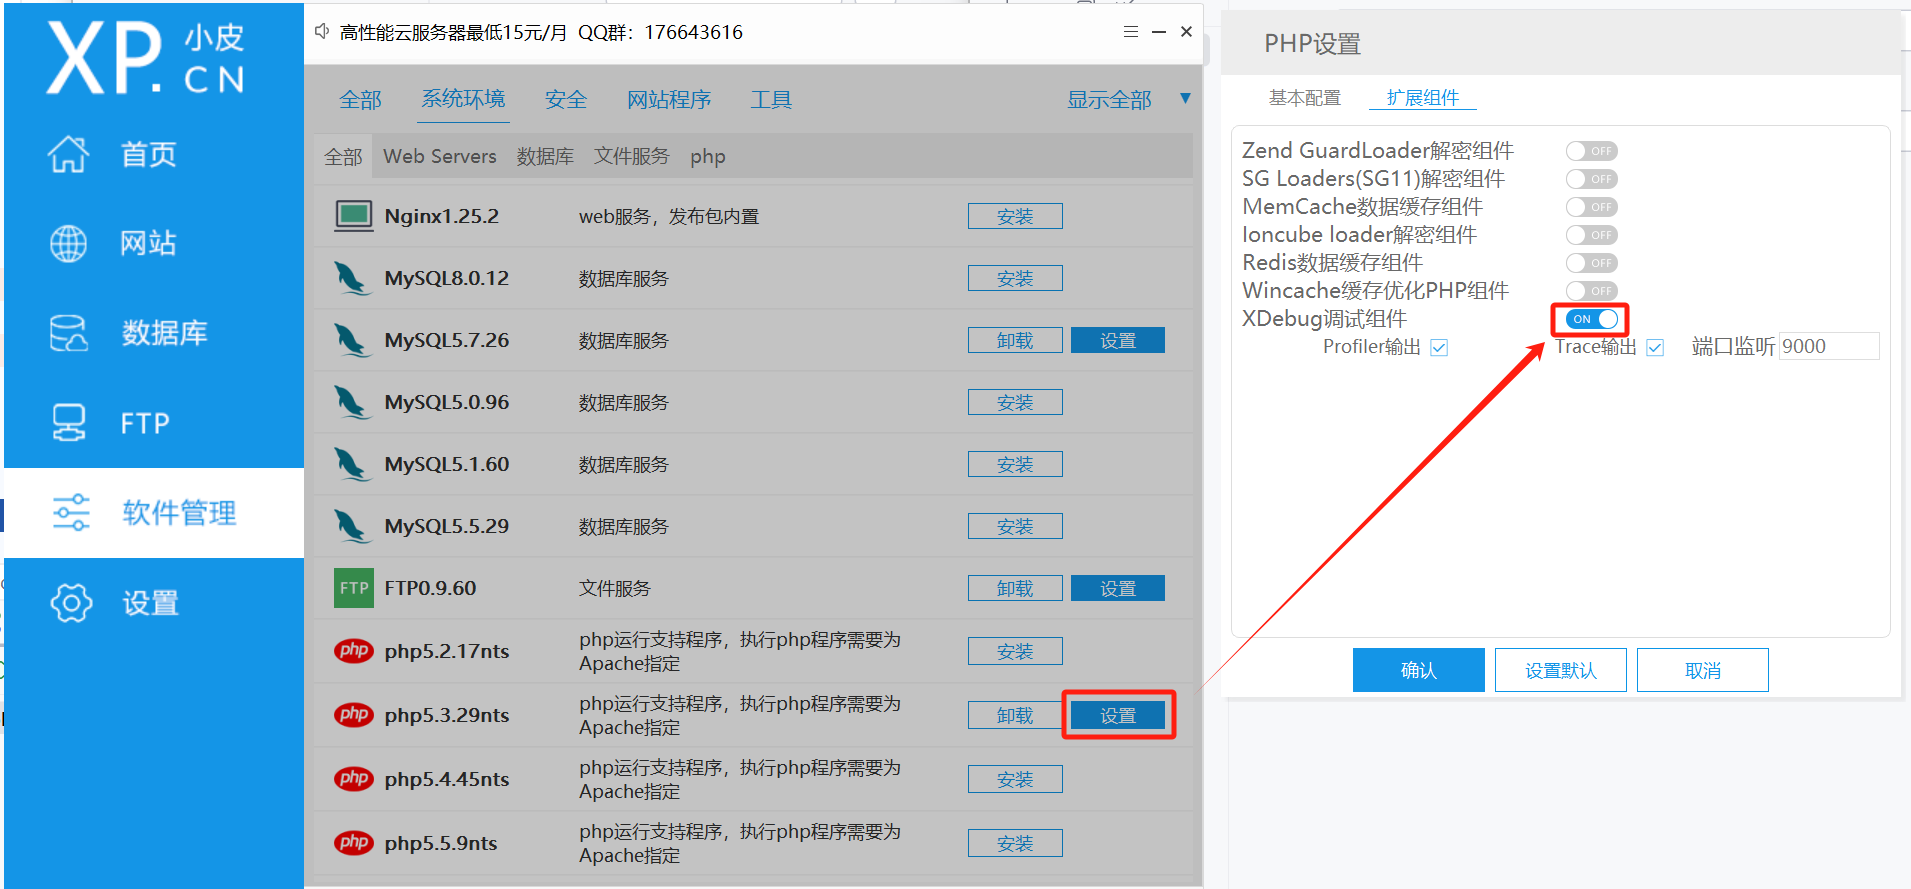 XP.CN 小皮
首页
网站
数据库
FTP
软件管理
设置
高性能云服务器最低15元/月 QQ群：176643616
全部 系统环境 安全 网站程序 工具 显示全部
全部 Web Servers 数据库 文件服务 php
Nginx1.25.2 web服务，发布包内置 安装
MySQL8.0.12 数据库服务 安装
MySQL5.7.26 数据库服务 卸载 设置
MySQL5.0.96 数据库服务 安装
MySQL5.1.60 数据库服务 安装
MySQL5.5.29 数据库服务 安装
FTP FTP0.9.60 文件服务 卸载 设置
php php5.2.17nts php运行支持程序，执行php程序需要为
Apache指定 安装
php php5.3.29nts php运行支持程序，执行php程序需要为
Apache指定 卸载 设置
php php5.4.45nts php运行支持程序，执行php程序需要为
Apache指定 安装
php php5.5.9nts php运行支持程序，执行php程序需要为
Apache指定 安装
PHP设置
基本配置 扩展组件
Zend GuardLoader解密组件 OFF
SG Loaders(SG11)解密组件 OFF
MemCache数据缓存组件 OFF
Ioncube loader解密组件 OFF
Redis数据缓存组件 OFF
Wincache缓存优化PHP组件 OFF
XDebug调试组件 ON
Profiler输出 Trace输出 端口监听 9000
确认 设置默认 取消